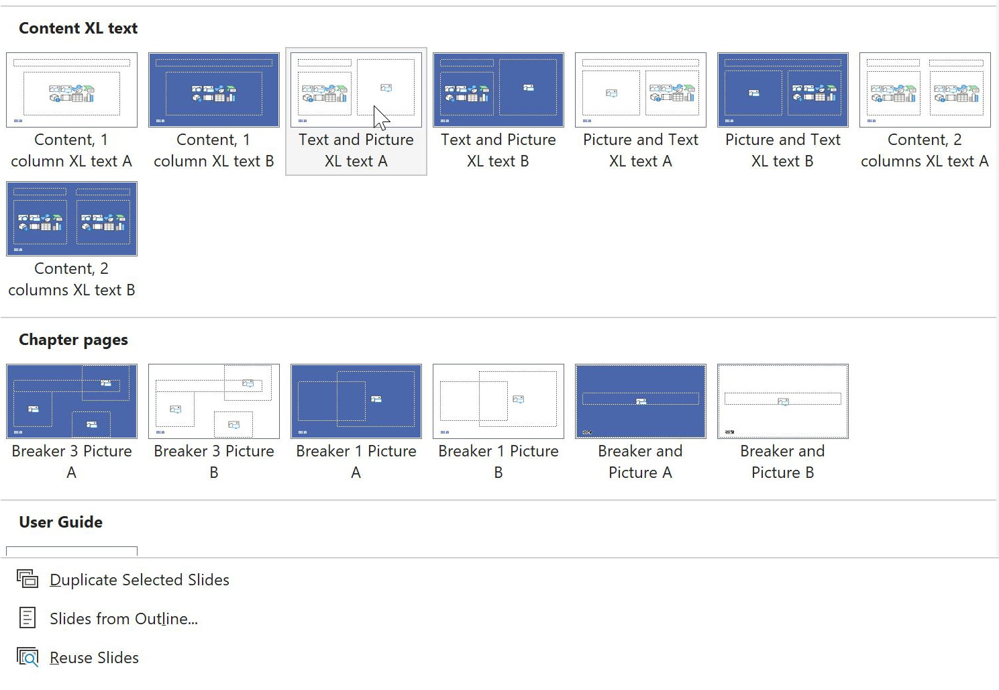 Content XL text
Content, 1
column XL text A
Content, 1
column XL text B
Text and Picture
XL text A
Text and Picture
XL text B
Picture and Text
XL text A
Picture and Text
XL text B
Content, 2
columns XL text A
Content, 2
columns XL text B
Chapter pages
Breaker 3 Picture
A
Breaker 3 Picture
B
Breaker 1 Picture
A
Breaker 1 Picture
B
Breaker and
Picture A
Breaker and
Picture B
User Guide
Duplicate Selected Slides
Slides from Outline...
Reuse Slides